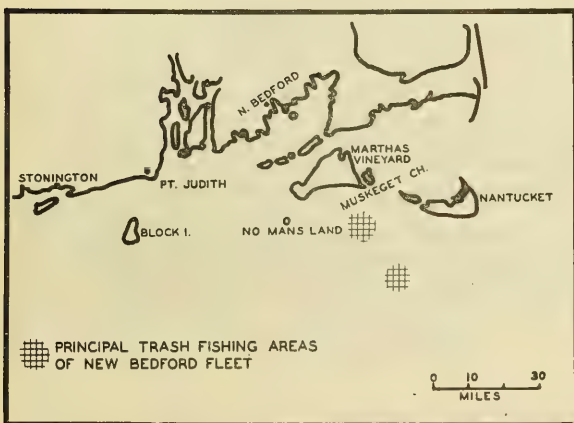 N. BEDFORD
MARTHAS
VINEYARD
STONINGTON
PT. JUDITH
MUSKEGET CH.
NANTUCKET
BLOCK I.
NO MANS LAND
PRINCIPAL TRASH FISHING AREAS
OF NEW BEDFORD FLEET
0 10 30
MILES